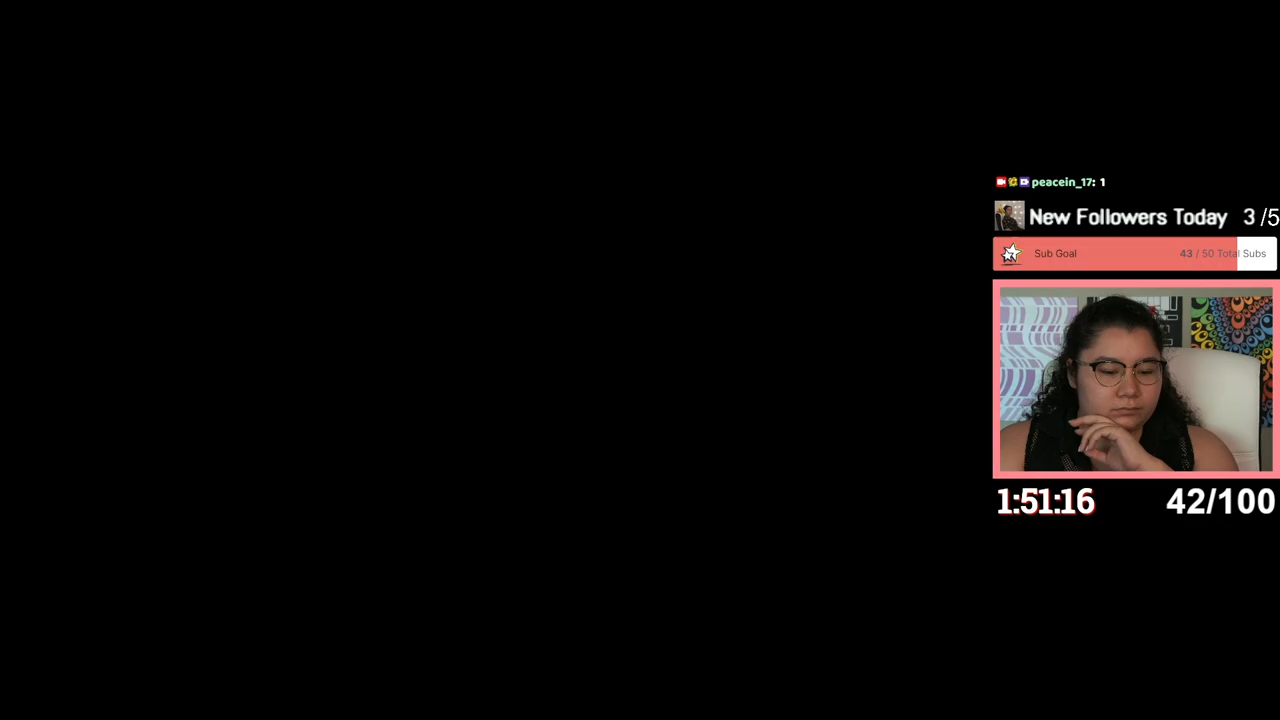 peacein_17: 1
New Followers Today 3 /5
Sub Goal 43 / 50 Total Subs
1:51:16 42/100